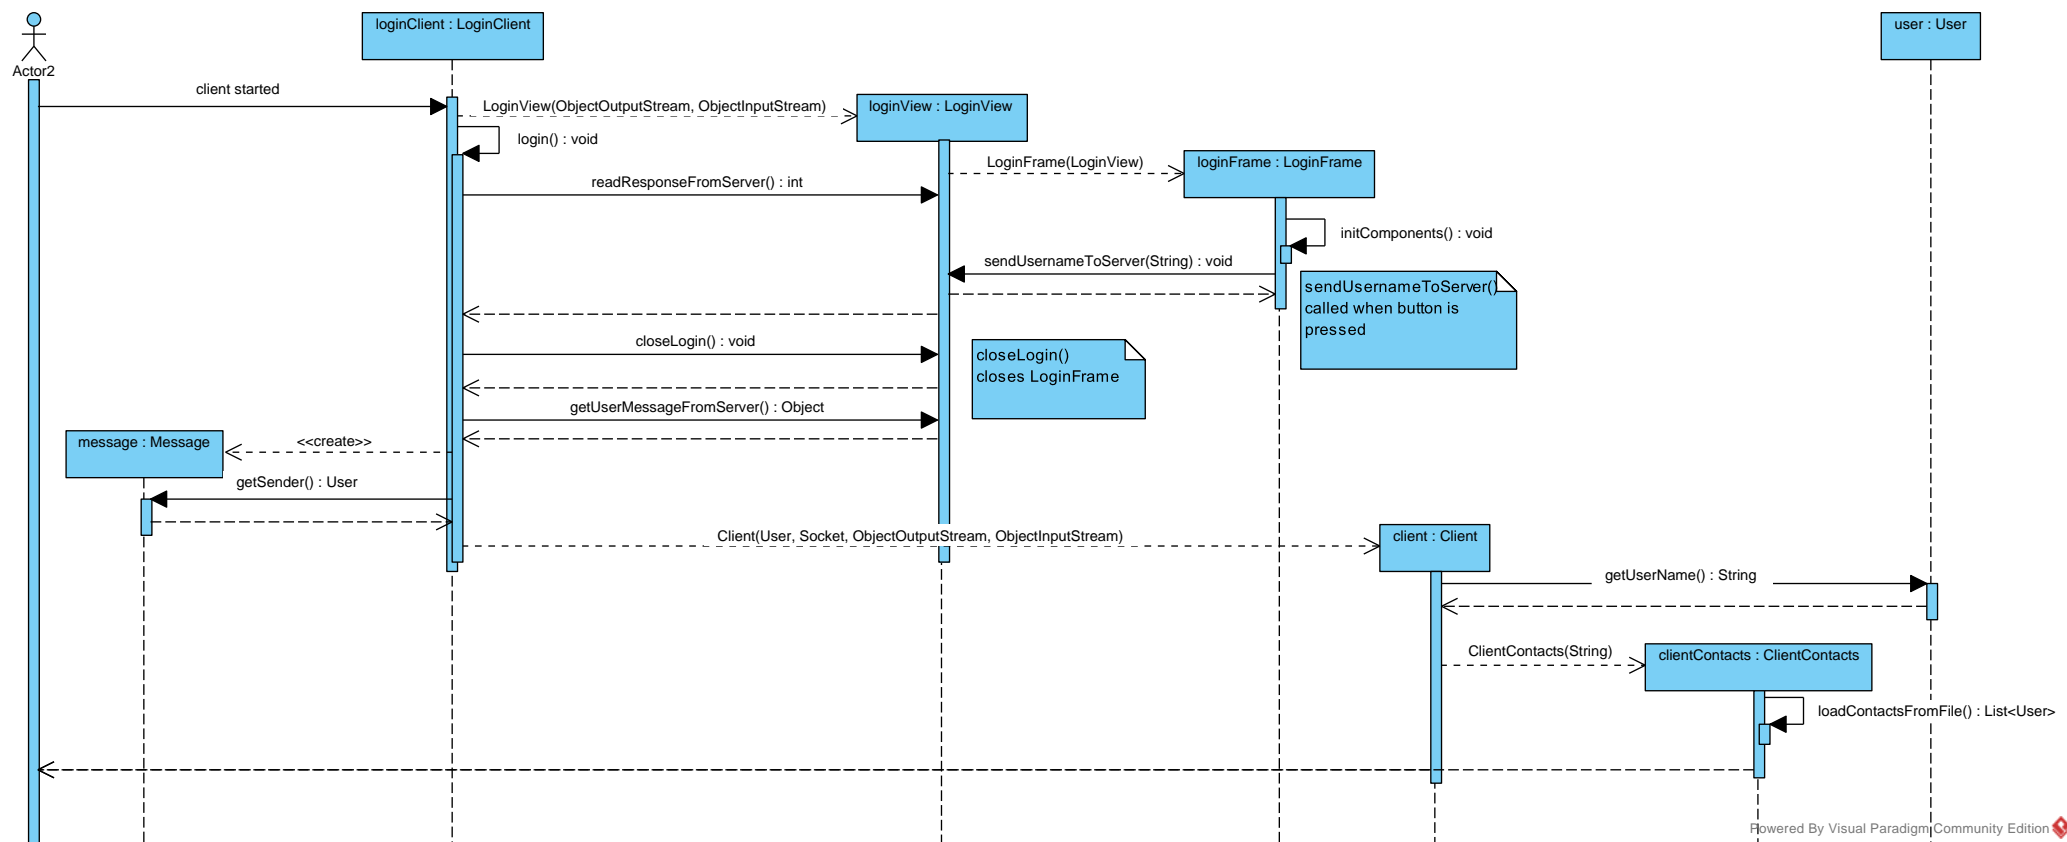 loginClient : LoginClient
user : User
Actor2
client started
LoginView(ObjectOutputStream, ObjectInputStream)
loginView : LoginView
login() : void
LoginFrame(LoginView)
loginFrame : LoginFrame
readResponseFromServer() : int
initComponents() : void
sendUsernameToServer(String) : void
sendUsernameToServer()
called when button is
pressed
closeLogin() : void
closeLogin()
closes LoginFrame
getUserMessageFromServer() : Object
message : Message
<<create>>
getSender() : User
Client(User, Socket, ObjectOutputStream, ObjectInputStream)
client : Client
getUserName() : String
ClientContacts(String)
clientContacts : ClientContacts
loadContactsFromFile() : List<User>
Powered By Visual Paradigm Community Edition